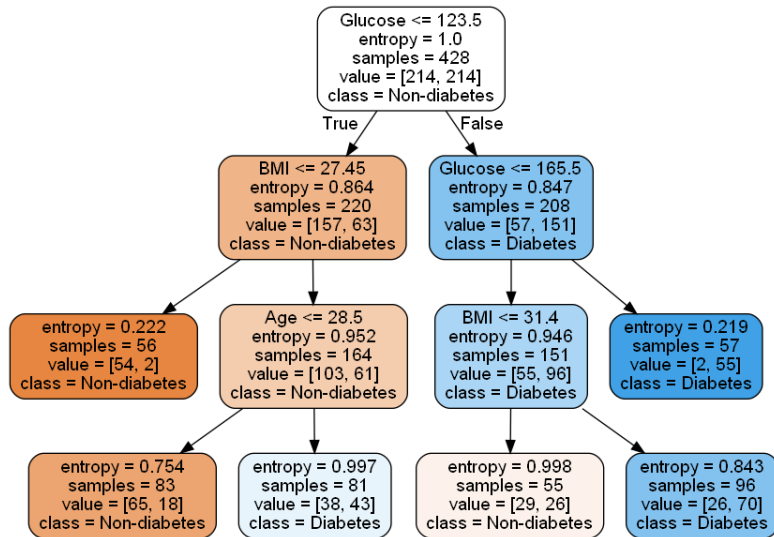 Glucose <= 123.5
entropy = 1.0
samples = 428
value = [214, 214]
class = Non-diabetes
True
False
BMI <= 27.45
entropy = 0.864
samples = 220
value = [157, 63]
class = Non-diabetes
Glucose <= 165.5
entropy = 0.847
samples = 208
value = [57, 151]
class = Diabetes
entropy = 0.222
samples = 56
value = [54, 2]
class = Non-diabetes
Age <= 28.5
entropy = 0.952
samples = 164
value = [103, 61]
class = Non-diabetes
BMI <= 31.4
entropy = 0.946
samples = 151
value = [55, 96]
class = Diabetes
entropy = 0.219
samples = 57
value = [2, 55]
class = Diabetes
entropy = 0.754
samples = 83
value = [65, 18]
class = Non-diabetes
entropy = 0.997
samples = 81
value = [38, 43]
class = Diabetes
entropy = 0.998
samples = 55
value = [29, 26]
class = Non-diabetes
entropy = 0.843
samples = 96
value = [26, 70]
class = Diabetes